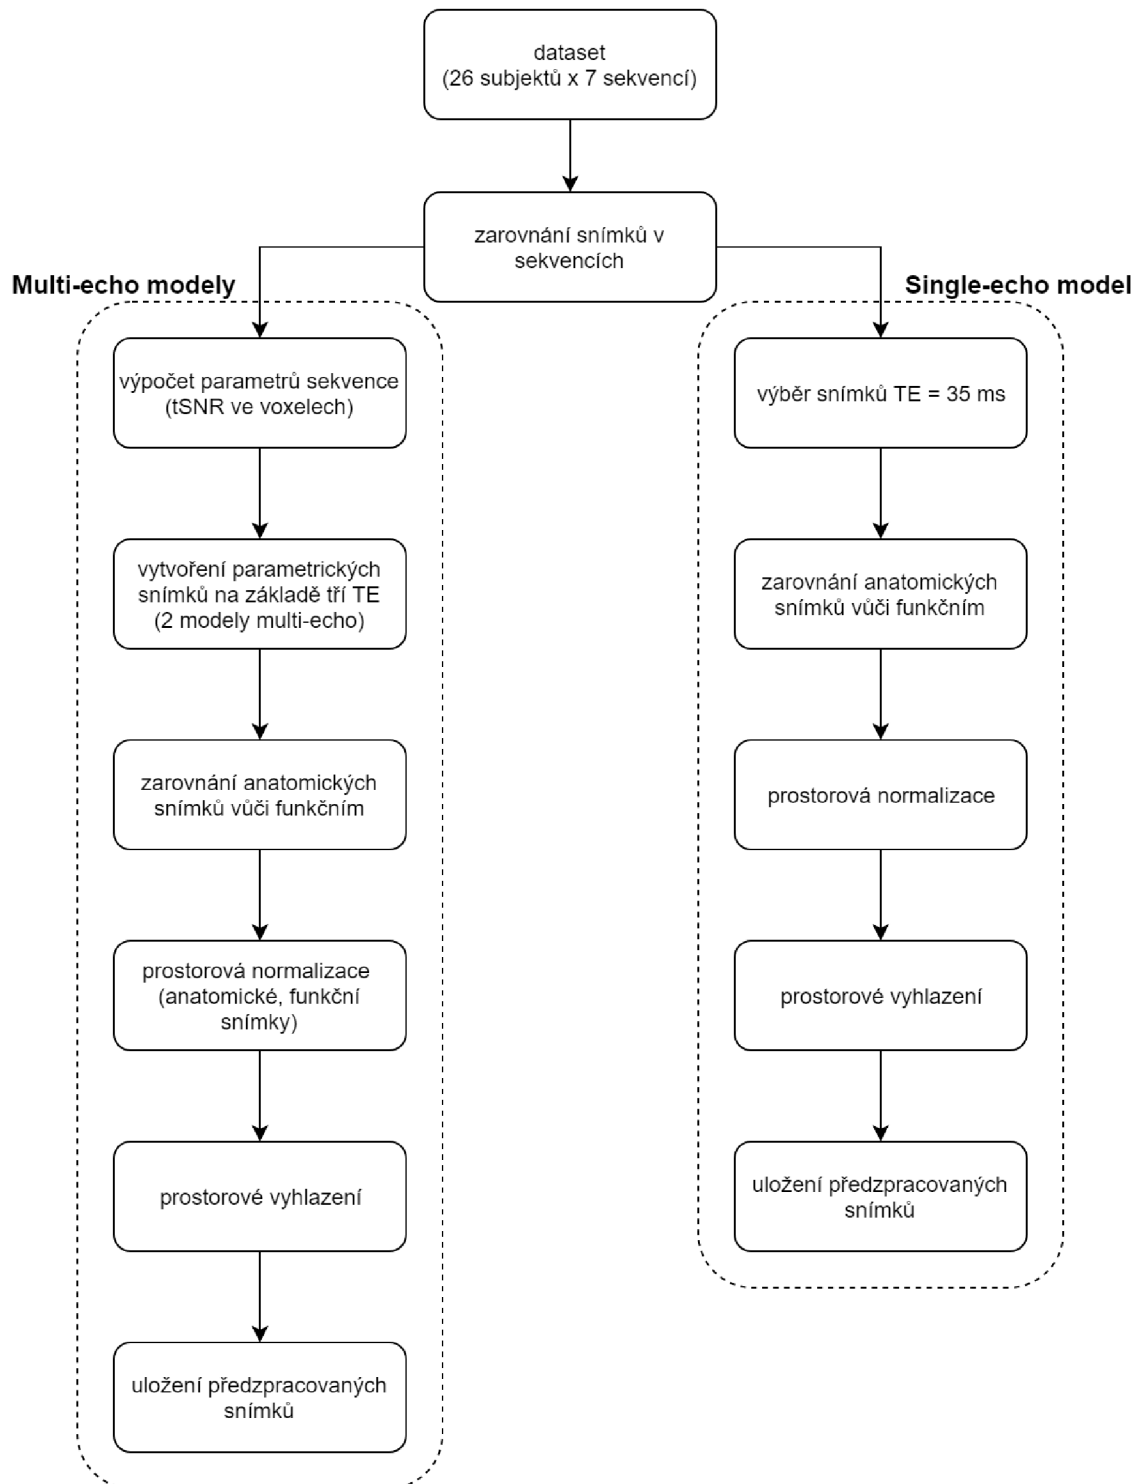 dataset
(26 subjektů x 7 sekvencí)
zarovnání snímků v
sekvencích
Multi-echo modely
výpočet parametrů sekvence
(tSNR ve voxelech)
vytvoření parametrických
snímků na základě tří TE
(2 modely multi-echo)
zarovnání anatomických
snímků vůči funkčním
prostorová normalizace
(anatomické, funkční
snímky)
prostorové vyhlazení
uložení předzpracovaných
snímků
Single-echo model
výběr snímků TE = 35 ms
zarovnání anatomických
snímků vůči funkčním
prostorová normalizace
prostorové vyhlazení
uložení předzpracovaných
snímků